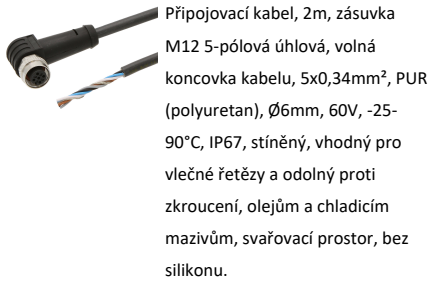 Připojovací kabel, 2m, zásuvka
M12 5-pólová úhlová, volná
koncovka kabelu, 5x0,34mm², PUR
(polyuretan), Ø6mm, 60V, -25-
90°C, IP67, stíněný, vhodný pro
vlečné řetězy a odolný proti
zkroucení, olejům a chladicím
mazivům, svařovací prostor, bez
silikonu.